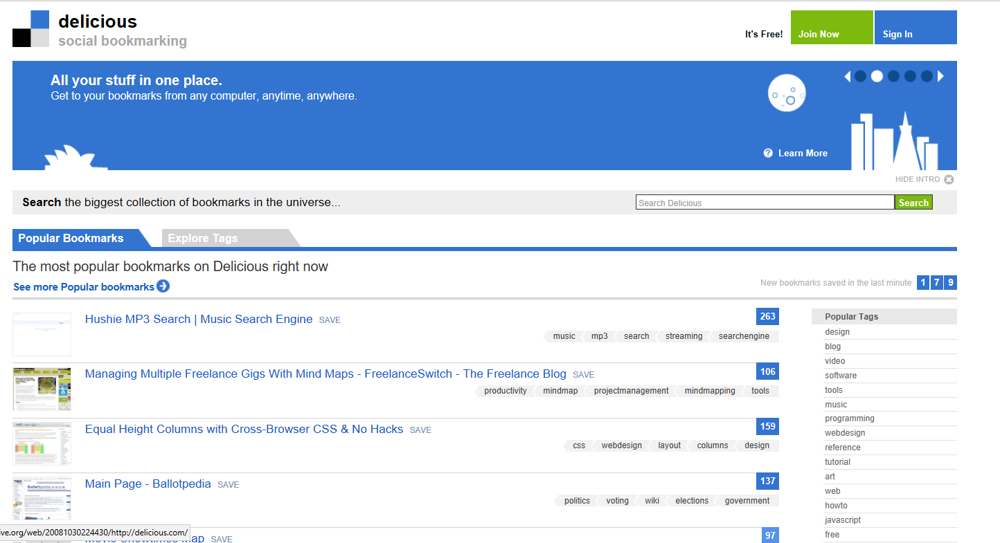 delicious
social bookmarking
It's Free!
Join Now
Sign In
All your stuff in one place.
Get to your bookmarks from any computer, anytime, anywhere.
? Learn More
HIDE INTRO
Search the biggest collection of bookmarks in the universe...
Search Delicious
Search
Popular Bookmarks
Explore Tags
The most popular bookmarks on Delicious right now
See more Popular bookmarks
New bookmarks saved in the last minute 1 7 9
Hushie MP3 Search | Music Search Engine SAVE
263
music mp3 search streaming searchengine
Managing Multiple Freelance Gigs With Mind Maps - FreelanceSwitch - The Freelance Blog SAVE
106
productivity mindmap projectmanagement mindmapping tools
Equal Height Columns with Cross-Browser CSS & No Hacks SAVE
159
css webdesign layout columns design
Main Page - Ballotpedia SAVE
137
politics voting wiki elections government
Movie Showtimes Map SAVE
97
Popular Tags
design
blog
video
software
tools
music
programming
webdesign
reference
tutorial
art
web
howto
javascript
free
ive.org/web/20081030224430/http://delicious.com/